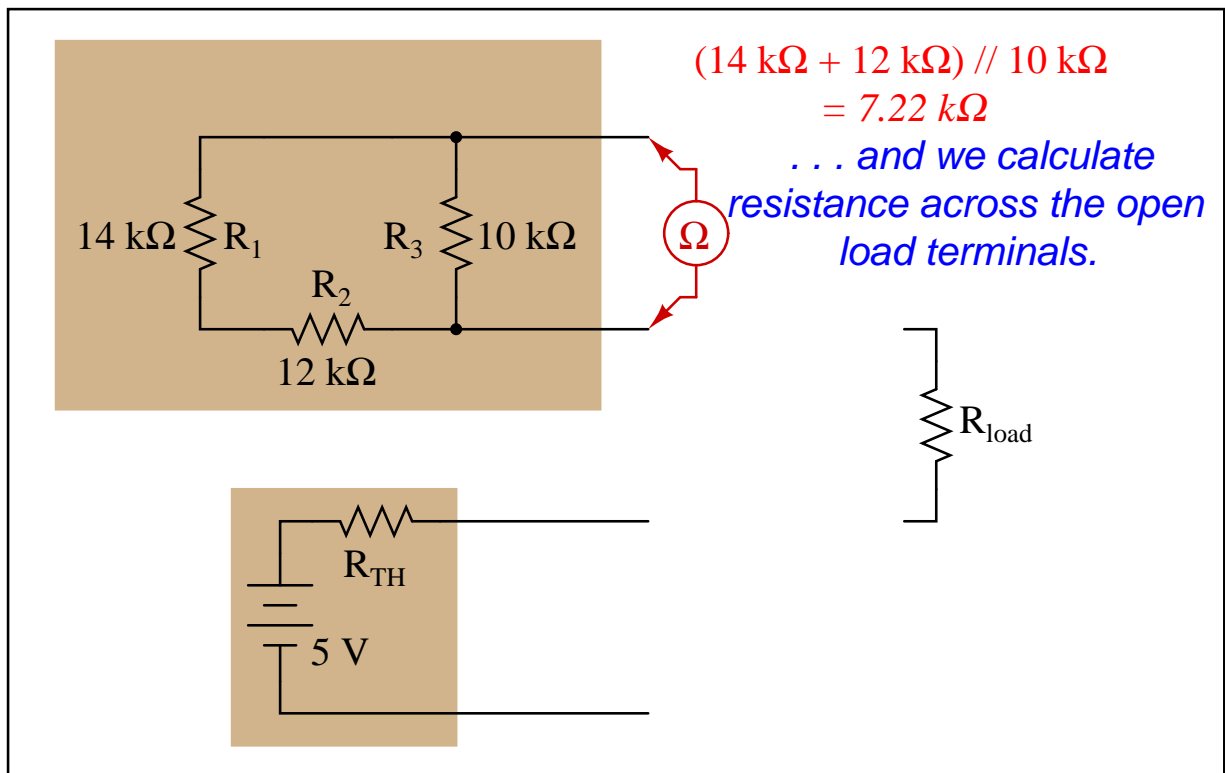 (14 kΩ + 12 kΩ) // 10 kΩ
= 7.22 kΩ
. . . and we calculate
resistance across the open
load terminals.
14 kΩ
R1
R3
10 kΩ
Ω
R2
12 kΩ
Rload
RTH
5 V